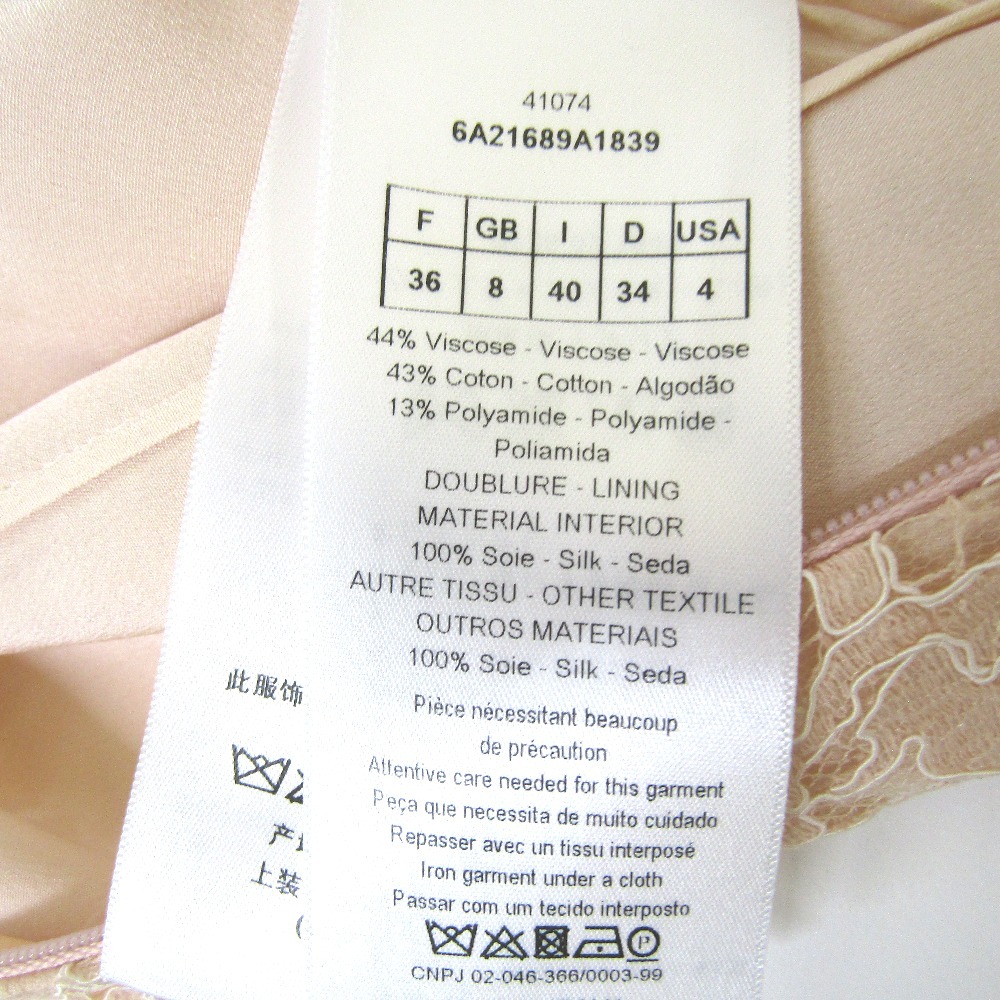 41074
6A21689A1839
F GB I D USA
36 8 40 34 4
44% Viscose - Viscose - Viscose
43% Coton - Cotton - Algodão
13% Polyamide - Polyamide -
Poliamida
DOUBLURE - LINING
MATERIAL INTERIOR
100% Soie - Silk - Seda
AUTRE TISSU - OTHER TEXTILE
OUTROS MATERIAIS
100% Soie - Silk - Seda
Pièce nécessitant beaucoup
de précaution
Attentive care needed for this garment
Peça que necessita de muito cuidado
Repasser avec un tissu interposé
Iron garment under a cloth
Passar com um tecido interposto
P
CNPJ 02-046-366/0003-99
此服饰
产
上装